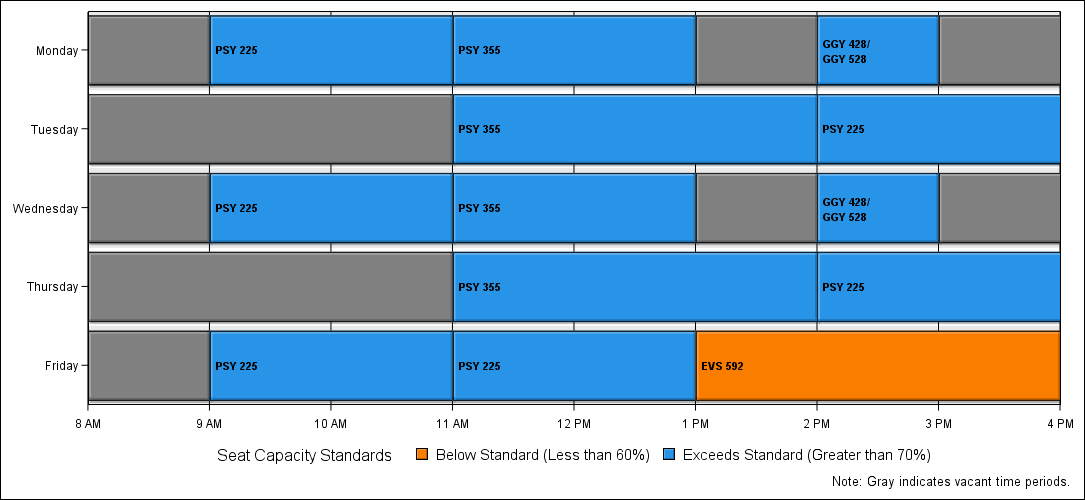 Monday
PSY 225
PSY 355
GGY 428/
GGY 528
Tuesday
PSY 355
PSY 225
Wednesday
PSY 225
PSY 355
GGY 428/
GGY 528
Thursday
PSY 355
PSY 225
Friday
PSY 225
PSY 225
EVS 592
8 AM 9 AM 10 AM 11 AM 12 PM 1 PM 2 PM 3 PM 4 PM
Seat Capacity Standards Below Standard (Less than 60%) Exceeds Standard (Greater than 70%)
Note: Gray indicates vacant time periods.